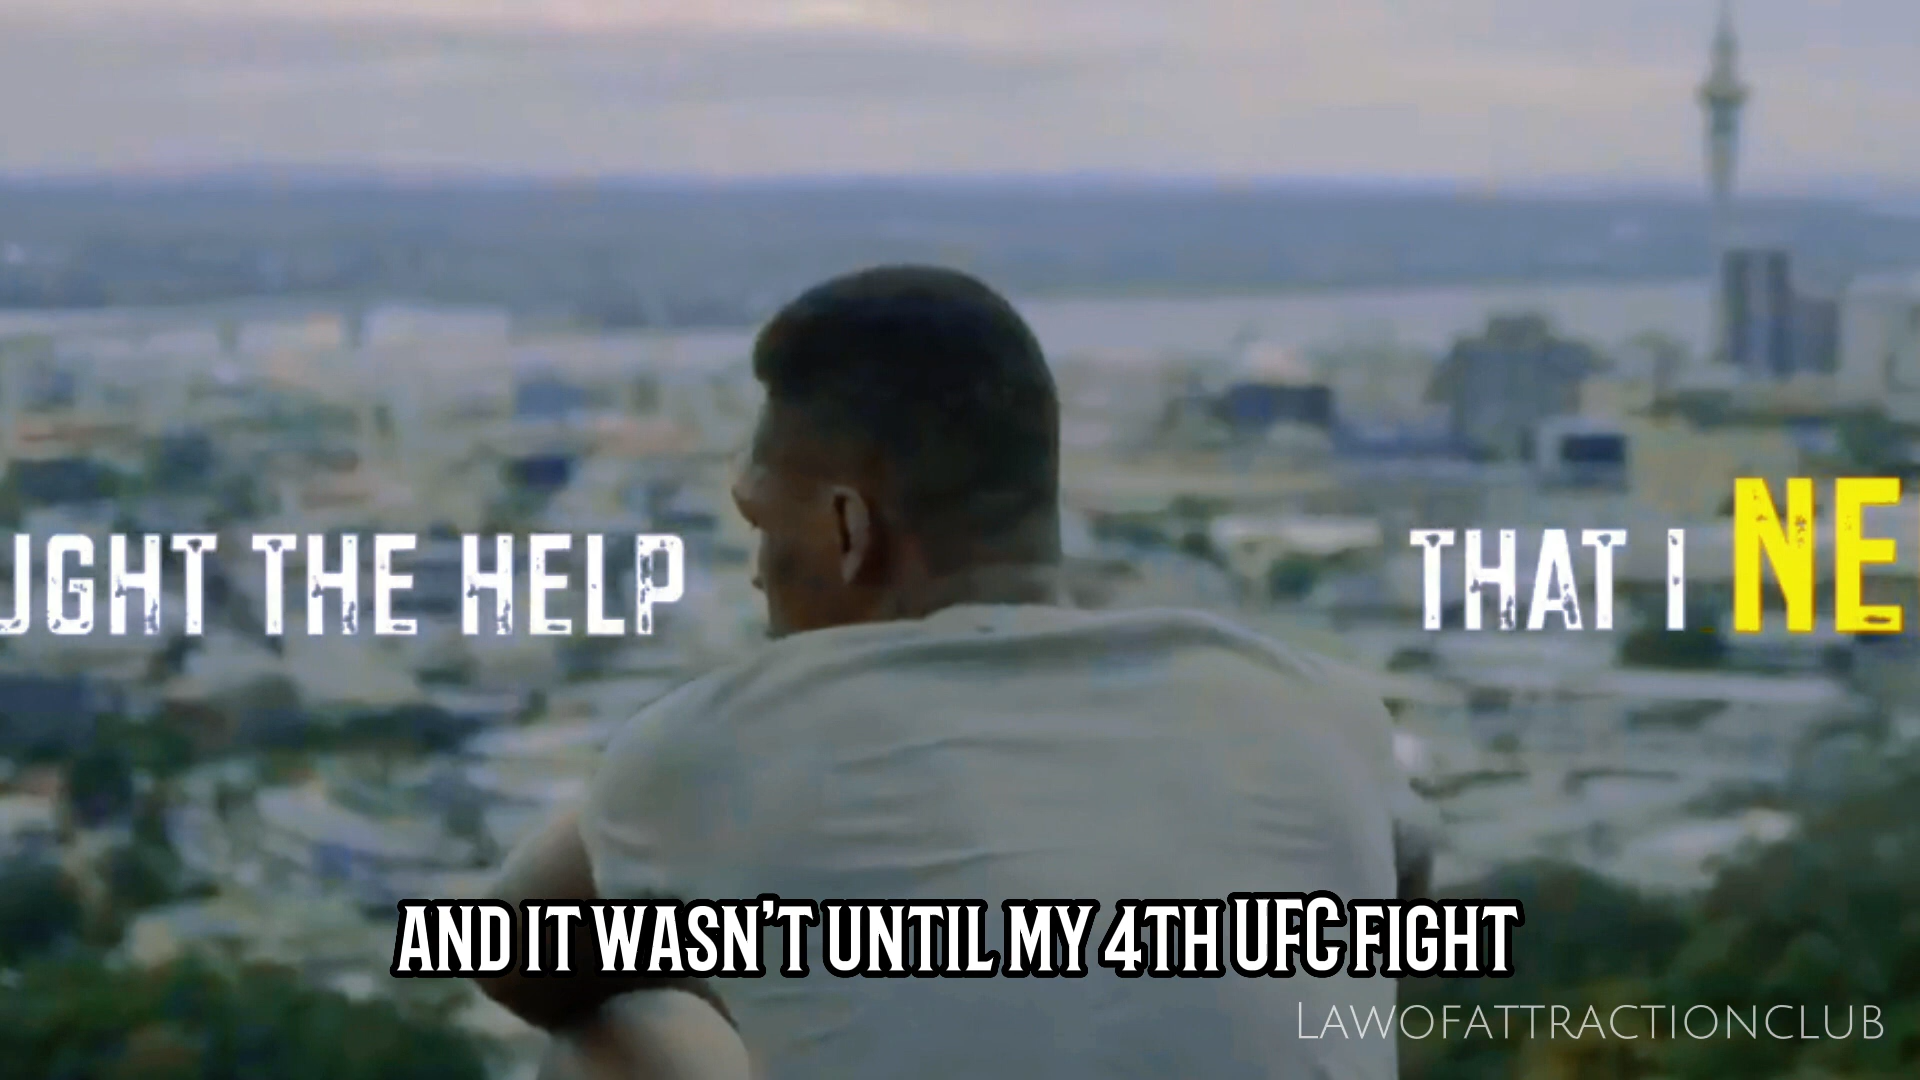 UGHT THE HELP THAT I NE
AND IT WASN'T UNTIL MY 4TH UFC FIGHT
LAWOFATTRACTIONCLUB